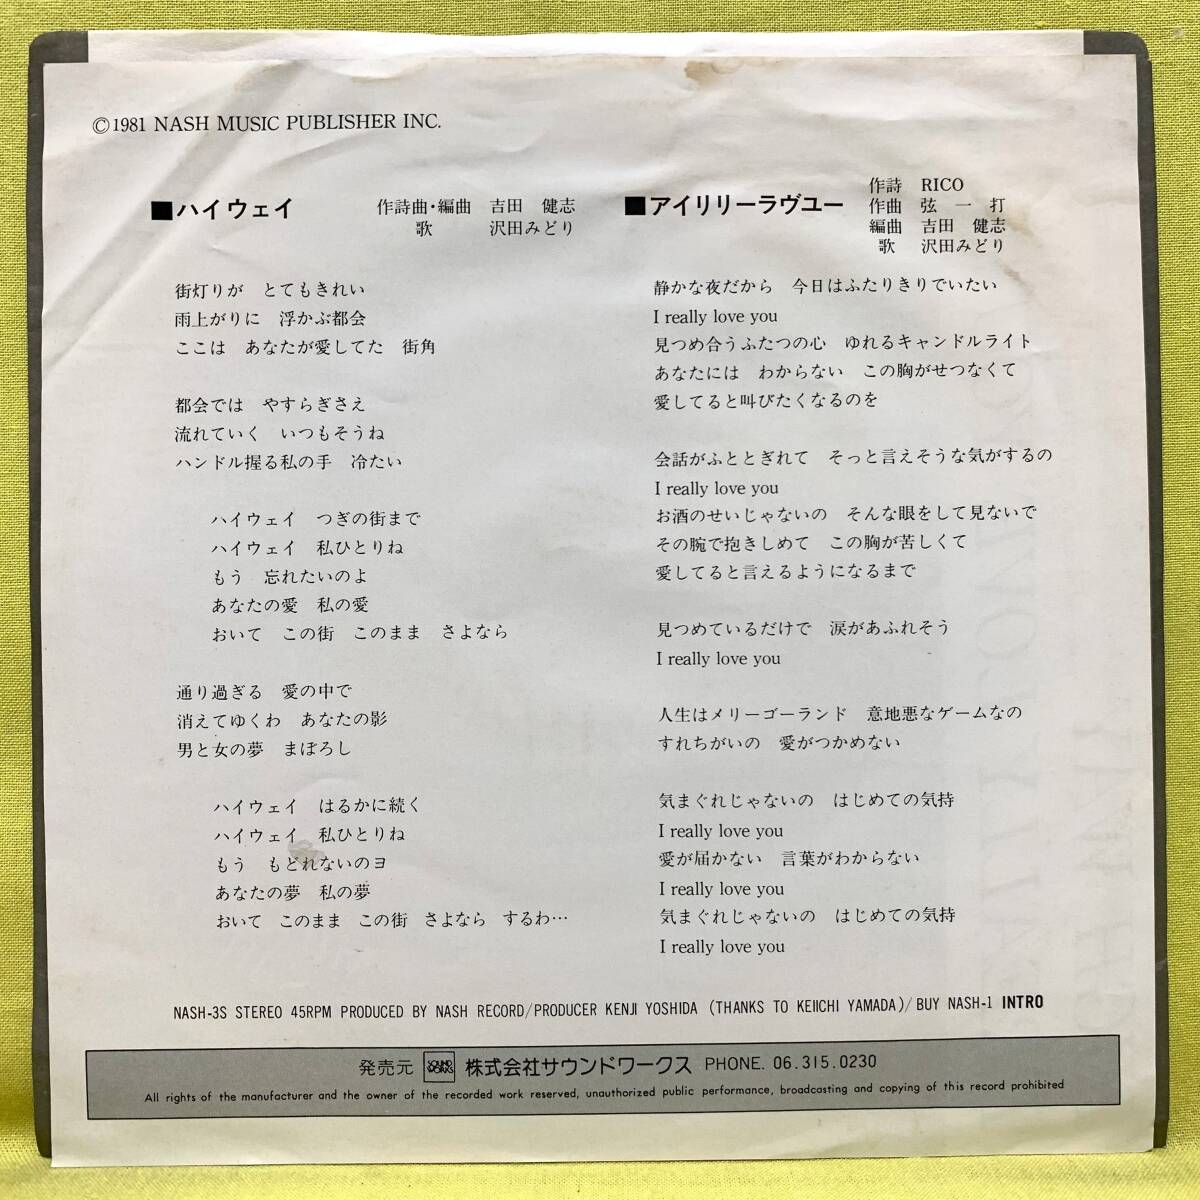 ©1981 NASH MUSIC PUBLISHER INC.
■ハイウェイ
作詩曲・編曲 吉田 健志
歌 沢田みどり
街灯りが とてもきれい
雨上がりに 浮かぶ都会
ここは あなたが愛してた 街角
都会では やすらぎさえ
流れていく いつもそうね
ハンドル握る私の手 冷たい
ハイウェイ つぎの街まで
ハイウェイ 私ひとりね
もう 忘れたいのよ
あなたの愛 私の愛
おいて この街 このまま さよなら
通り過ぎる 愛の中で
消えてゆくわ あなたの影
男と女の夢 まぼろし
ハイウェイ はるかに続く
ハイウェイ 私ひとりね
もう もどれないのヨ
あなたの夢 私の夢
おいて このまま この街 さよなら するわ…
■アイリリーラヴユー
作詩 RICO
作曲 弦 一 打
編曲 吉田 健志
歌 沢田みどり
静かな夜だから 今日はふたりきりでいたい
I really love you
見つめ合うふたつの心 ゆれるキャンドルライト
あなたには わからない この胸がせつなくて
愛してると叫びたくなるのを
会話がふととぎれて そっと言えそうな気がするの
I really love you
お酒のせいじゃないの そんな眼をして見ないで
その腕で抱きしめて この胸が苦しくて
愛してると言えるようになるまで
見つめているだけで 涙があふれそう
I really love you
人生はメリーゴーランド 意地悪なゲームなの
すれちがいの 愛がつかめない
気まぐれじゃないの はじめての気持
I really love you
愛が届かない 言葉がわからない
I really love you
気まぐれじゃないの はじめての気持
I really love you
NASH-3S STEREO 45RPM PRODUCED BY NASH RECORD/PRODUCER KENJI YOSHIDA (THANKS TO KEIICHI YAMADA)/BUY NASH-1 INTRO
発売元 SOUND WORKS 株式会社サウンドワークス PHONE. 06.315.0230
All rights of the manufacturer and the owner of the recorded work reserved, unauthorized public performance, broadcasting and copying of this record prohibited